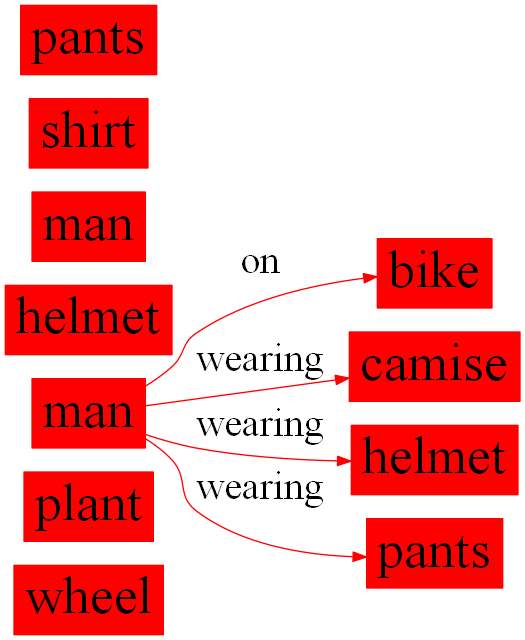 pants
shirt
man
helmet
man
plant
wheel
on
wearing
wearing
wearing
bike
camise
helmet
pants